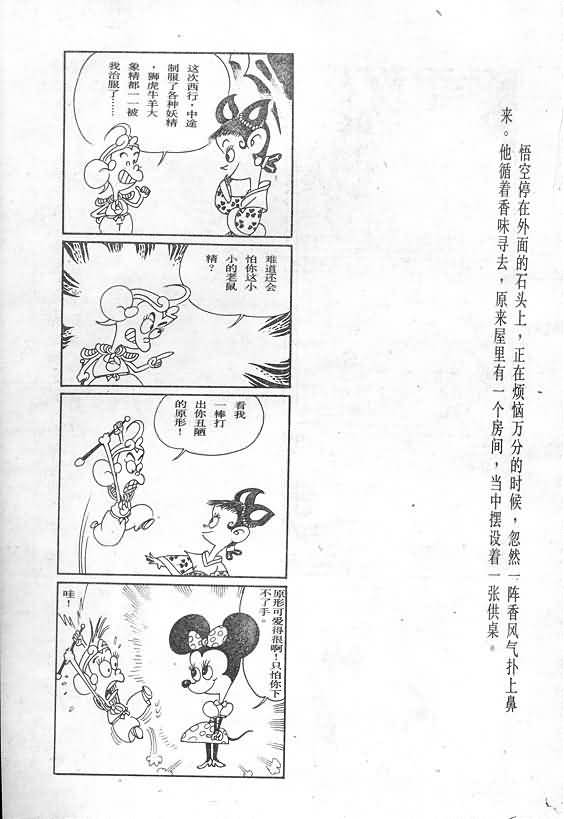 悟空停在外面的石头上，正在烦恼万分的时候，忽然一阵香风气扑上鼻
来。他循着香味寻去，原来屋里有一个房间，当中摆设着一张供桌。
这次西行，中途
制服了各种妖精
，狮虎牛羊大
象精都一一被
我治服了……
难道还会
怕你这小
小的老鼠
精？
看我
一棒打
出你丑陋
的原形！
原形可爱得很啊！只怕你下
不了手。
哇！